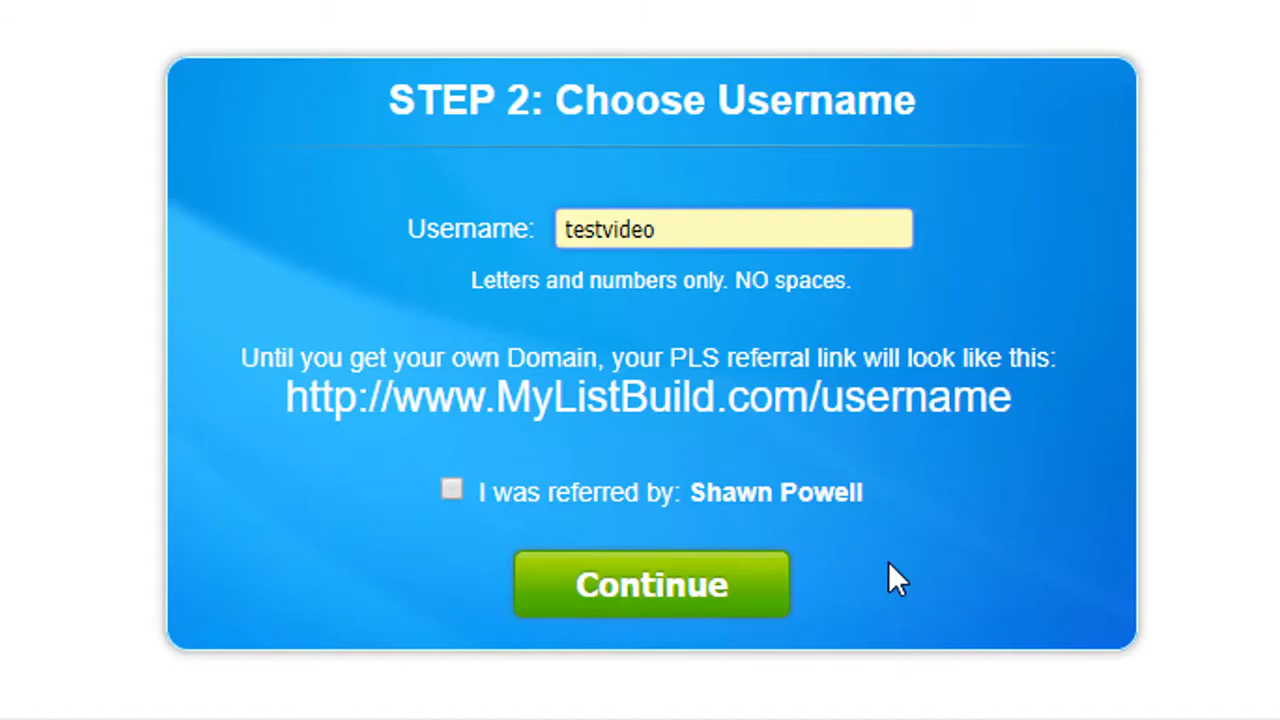 STEP 2: Choose Username
Username: testvideo
Letters and numbers only. NO spaces.
Until you get your own Domain, your PLS referral link will look like this:
http://www.MyListBuild.com/username
I was referred by: Shawn Powell
Continue